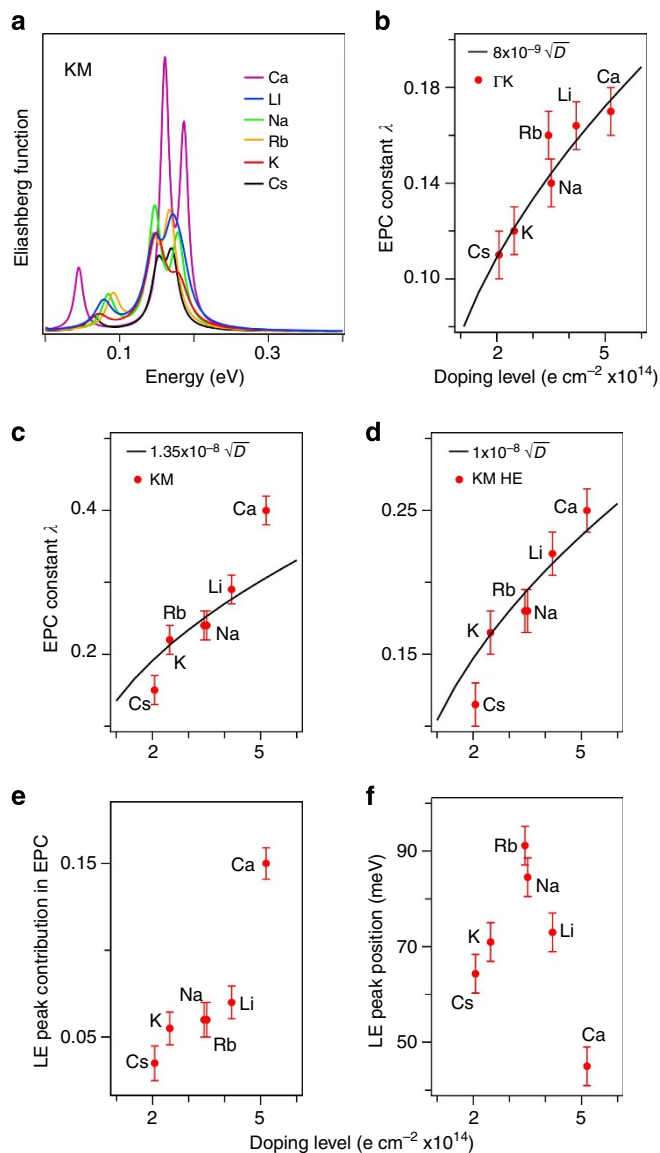 a
KM
Ca
LI
Na
Rb
K
Cs
Eliashberg function
0.1
0.3
Energy (eV)
b
8x10⁻⁹ √D
ΓK
EPC constant λ
0.18
0.14
0.10
Ca
Li
Rb
Na
K
Cs
2
5
Doping level (e cm⁻² x10¹⁴)
c
1.35x10⁻⁸ √D
KM
EPC constant λ
0.4
0.2
Ca
Li
Rb
Na
K
Cs
2
5
d
1x10⁻⁸ √D
KM HE
0.25
0.15
Ca
Li
Rb
Na
K
Cs
2
5
e
LE peak contribution in EPC
0.15
0.05
Ca
Na
Li
K
Rb
Cs
2
5
f
LE peak position (meV)
90
70
50
Rb
Na
K
Li
Cs
Ca
2
5
Doping level (e cm⁻² x10¹⁴)